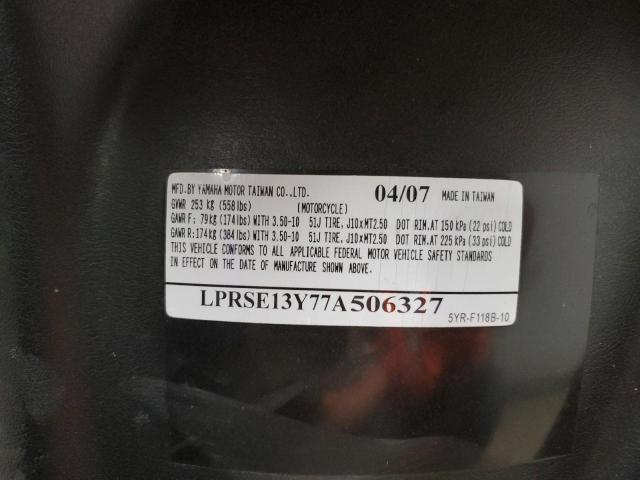 MFD. BY YAMAHA MOTOR TAIWAN CO.,LTD. 04/07 MADE IN TAIWAN
GVWR 253 kg (558 lbs) (MOTORCYCLE)
GAWR F: 79 kg (174 lbs) WITH 3.50-10 51J TIRE, J10xMT2.50 DOT RIM, AT 150 kPa (22 psi) COLD
GAWR R: 174 kg (384 lbs) WITH 3.50-10 51J TIRE, J10xMT2.50 DOT RIM, AT 225 kPa (33 psi) COLD
THIS VEHICLE CONFORMS TO ALL APPLICABLE FEDERAL MOTOR VEHICLE SAFETY STANDARDS
IN EFFECT ON THE DATE OF MANUFACTURE SHOWN ABOVE.
LPRSE13Y77A506327
5YR-F118B-10